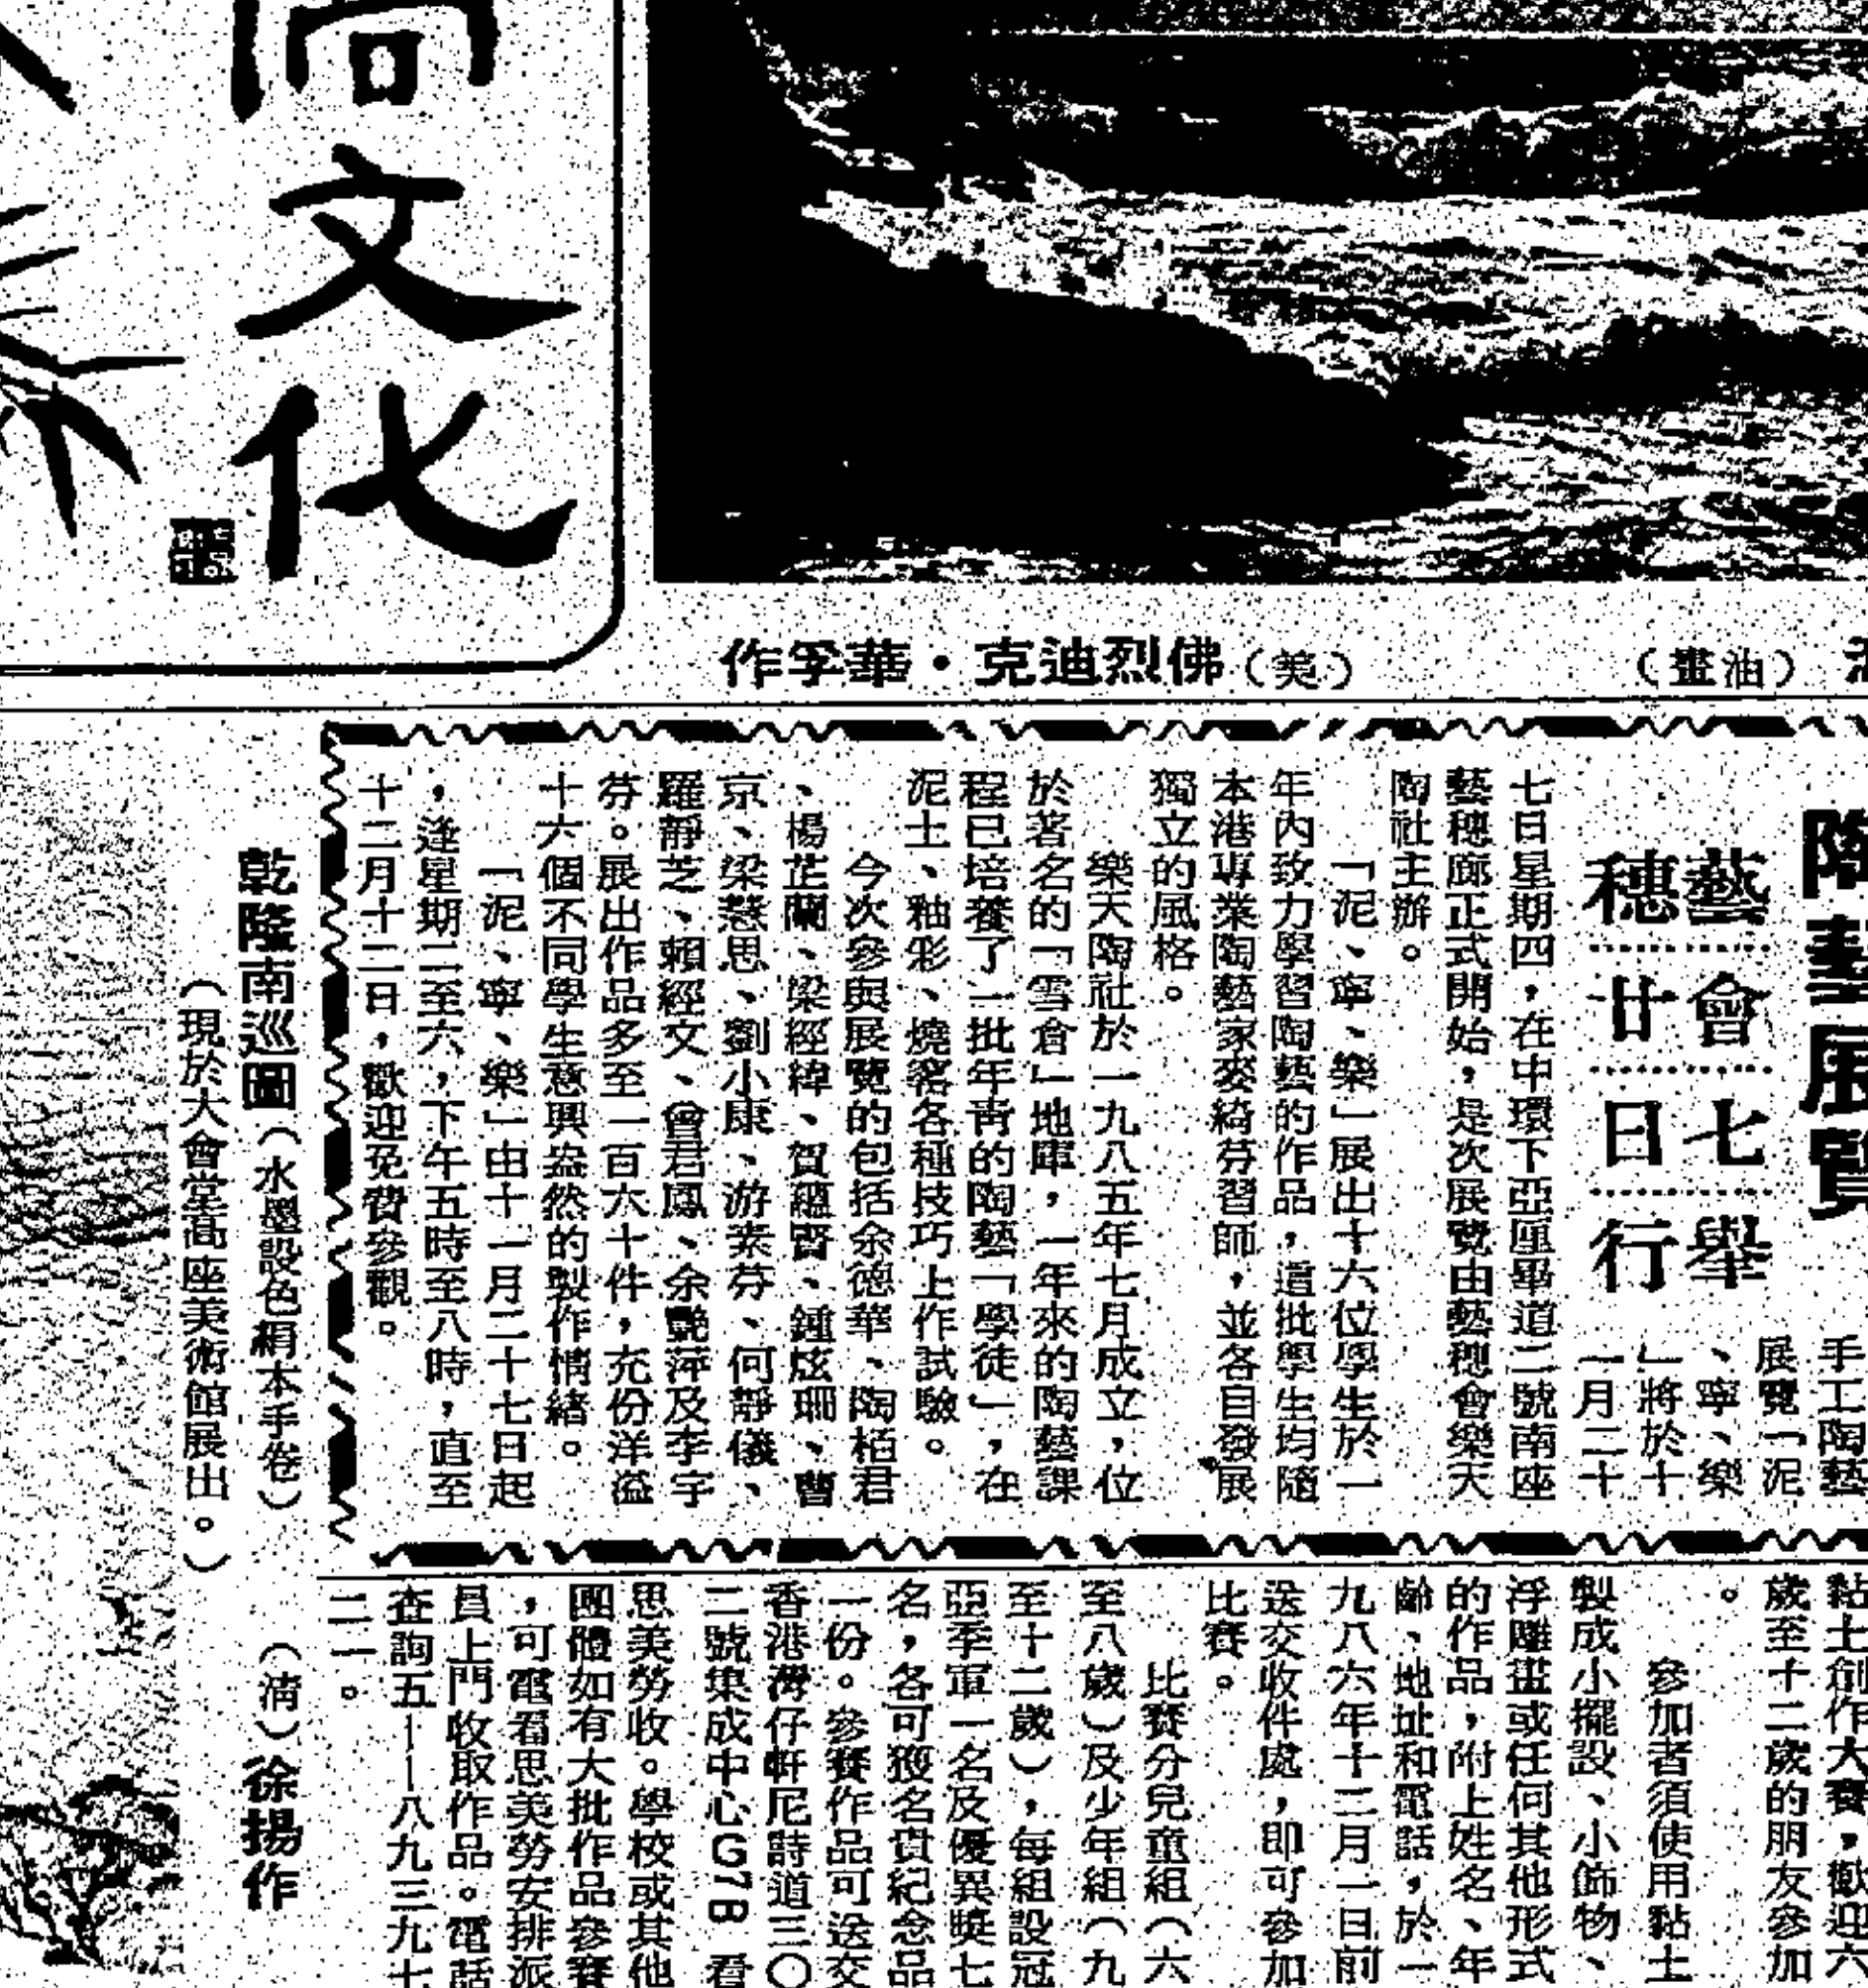 文化
作孚華・克迪烈佛（美）
（畫油）
陶藝展覽
藝會七舉
穗廿日行
手工陶藝
展覽「泥
、寧、樂
」將於十
一月二十
七日星期四，在中環下亞厘畢道二號南座
藝穗廊正式開始，是次展覽由藝穗會樂天
陶社主辦。
「泥、寧、樂」展出十六位學生於一
年內致力學習陶藝的作品，這批學生均隨
本港專業陶藝家麥綺芬習師，並各自發展
獨立的風格。
樂天陶社於一九八五年七月成立，位
於著名的「雪倉」地庫，一年來的陶藝課
程已培養了一批年青的陶藝「學徒」，在
泥土、釉彩、燒窰各種技巧上作試驗。
今次參與展覽的包括余德華、陶栢君
、楊芷蘭、梁經緯、賀蘊賢、鍾炫珊、曹
京、梁慧思、劉小康、游素芬、何靜儀、
羅靜芝、賴經文、曾君鳳、余艷萍及李宇
芬。展出作品多至一百六十件，充份洋溢
十六個不同學生意興盎然的製作情緒。
「泥、寧、樂」由十一月二十七日起
，逢星期二至六，下午五時至八時，直至
十二月十二日，歡迎免費參觀。
乾隆南巡圖（水墨設色絹本手卷）（清）徐揚作
（現於大會堂高座美術館展出。）
黏土創作大賽，歡迎六
歲至十二歲的朋友參加
。
參加者須使用黏土
製成小擺設、小飾物、
浮雕畫或任何其他形式
的作品，附上姓名、年
齡、地址和電話，於一
九八六年十二月一日前
送交收件處，即可參加
比賽。
比賽分兒童組（六
至八歲）及少年組（九
至十二歲），每組設冠
亞季軍一名及優異獎七
名，各可獲名貴紀念品
一份。參賽作品可送交
香港灣仔軒尼詩道三〇
二號集成中心G7B 看
思美勞收。學校或其他
團體如有大批作品參賽
，可電看思美勞安排派
員上門收取作品。電話
查詢五——八九三九七
二一。